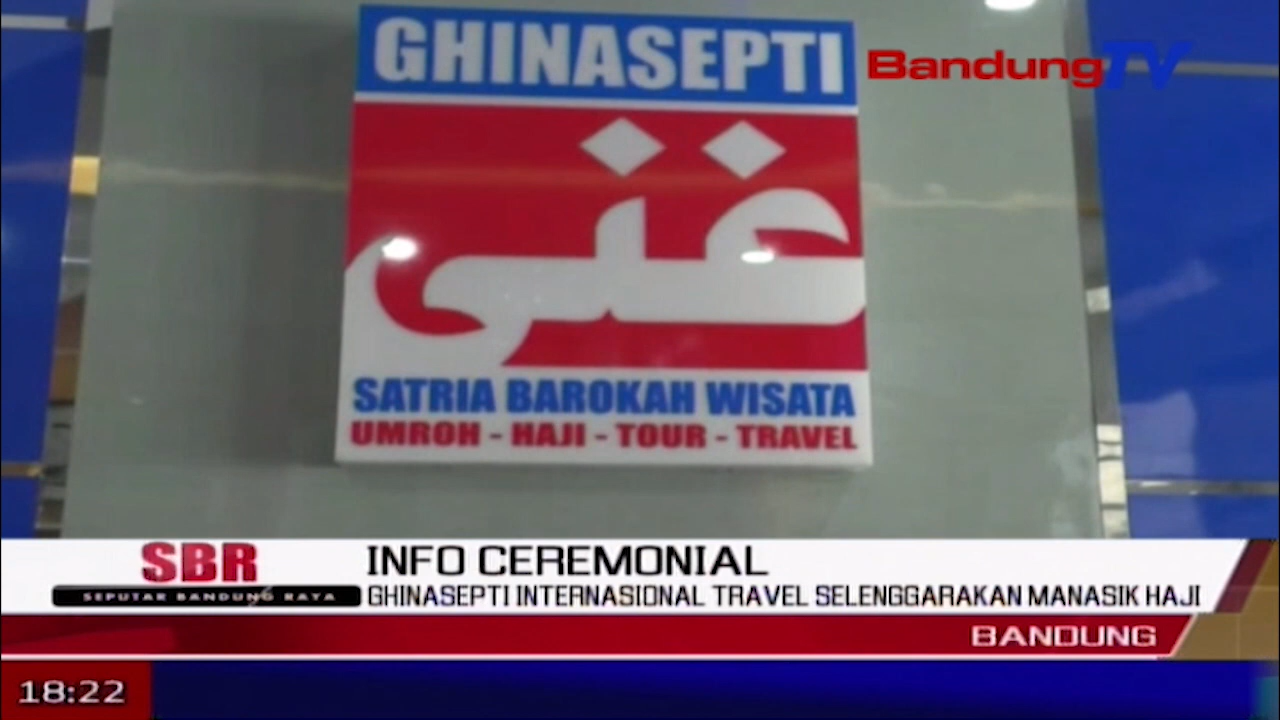 GHINASEPTI
BandungTV
غنى
SATRIA BAROKAH WISATA
UMROH - HAJI - TOUR - TRAVEL
SBR
SEPUTAR BANDUNG RAYA
INFO CEREMONIAL
GHINASEPTI INTERNASIONAL TRAVEL SELENGGARAKAN MANASIK HAJI
BANDUNG
18:22